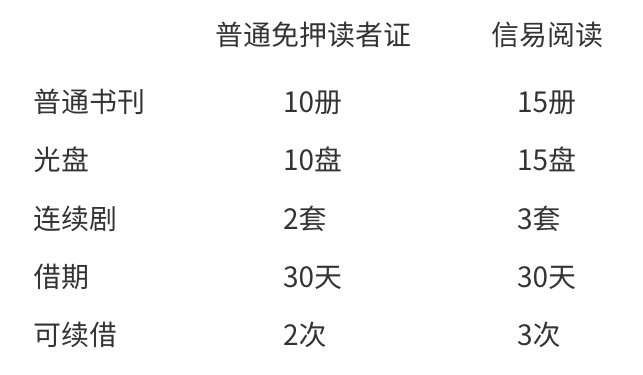 普通免押读者证 信易阅读
普通书刊 10册 15册
光盘 10盘 15盘
连续剧 2套 3套
借期 30天 30天
可续借 2次 3次